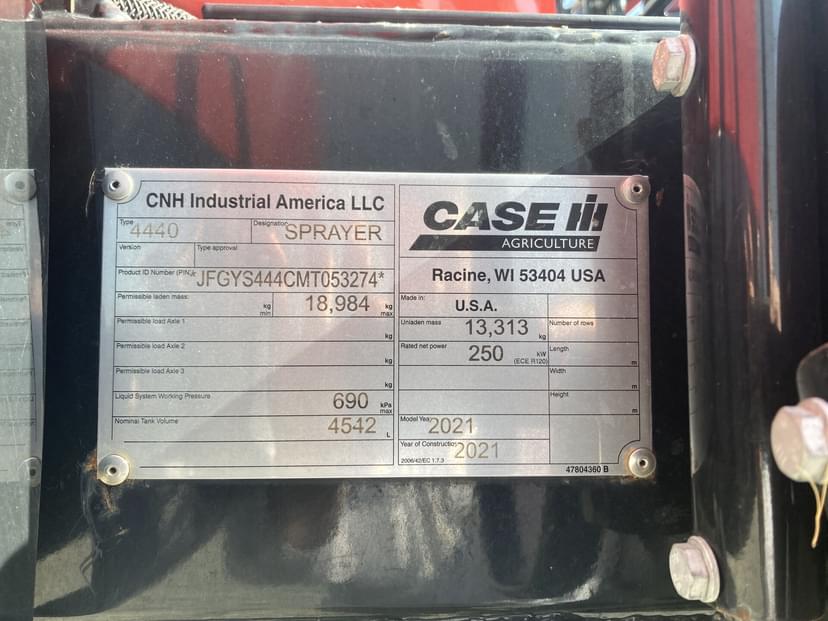 CNH Industrial America LLC
Type
4440
Designation
SPRAYER
Version
Type approval
Product ID Number (PIN)
*JFGYS444CMT053274*
Permissible laden mass:
kg
min
18,984
kg
max
Permissible load Axle 1
kg
Permissible load Axle 2
kg
Permissible load Axle 3
kg
Liquid System Working Pressure
690
kPa
max
Nominal Tank Volume
4542
L
CASE IH
AGRICULTURE
Racine, WI 53404 USA
Made in:
U.S.A.
Unladen mass
13,313
kg
Number of rows
Rated net power
250
kW
(ECE R120)
Length
m
Width
m
Height
m
Model Year
2021
Year of Construction
2021
2006/42/EC 1.7.3
47804360 B